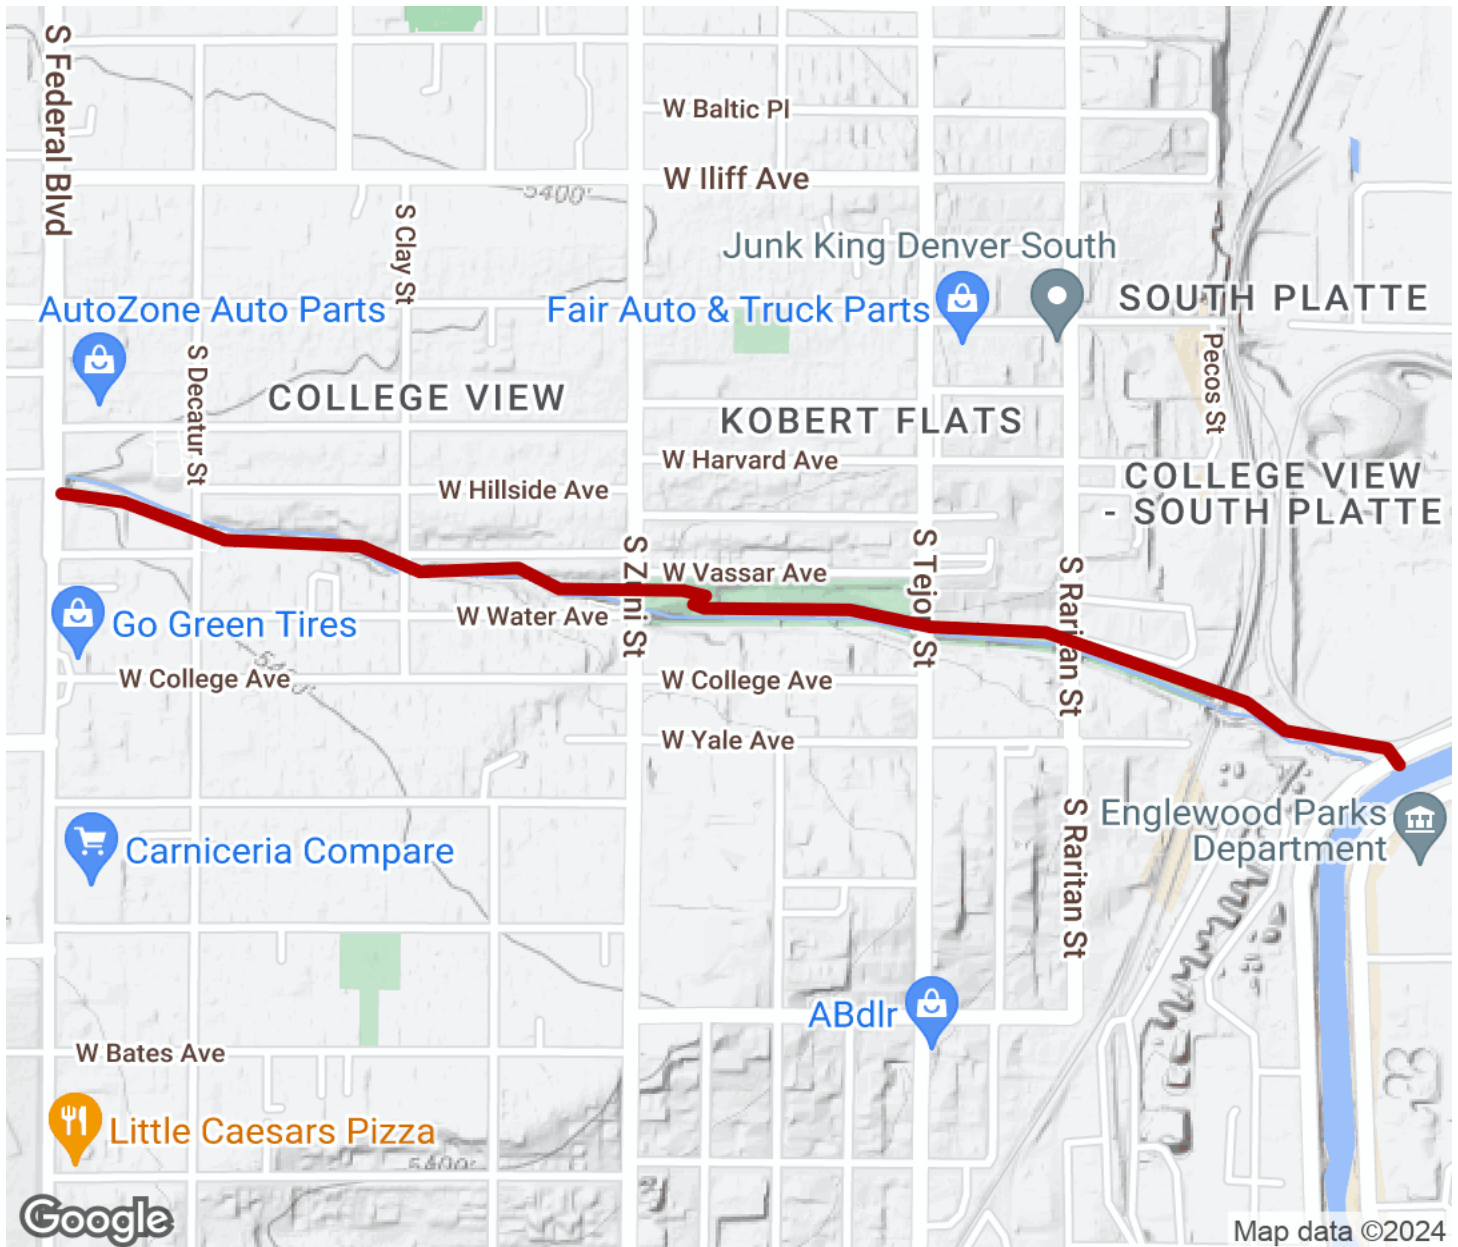 S Federal Blvd
W Baltic Pl
W Iliff Ave
5400'
S Clay St
Junk King Denver South
SOUTH PLATTE
AutoZone Auto Parts
Fair Auto & Truck Parts
Pecos St
S Decatur St
COLLEGE VIEW
KOBERT FLATS
W Harvard Ave
COLLEGE VIEW
- SOUTH PLATTE
W Hillside Ave
S Zuni St
S Tejon St
W Vassar Ave
S Raritan St
Go Green Tires
W Water Ave
W College Ave
W College Ave
W Yale Ave
S Raritan St
Englewood Parks
Department
Carniceria Compare
ABdlr
W Bates Ave
Little Caesars Pizza
5400'
Google
Map data ©2024